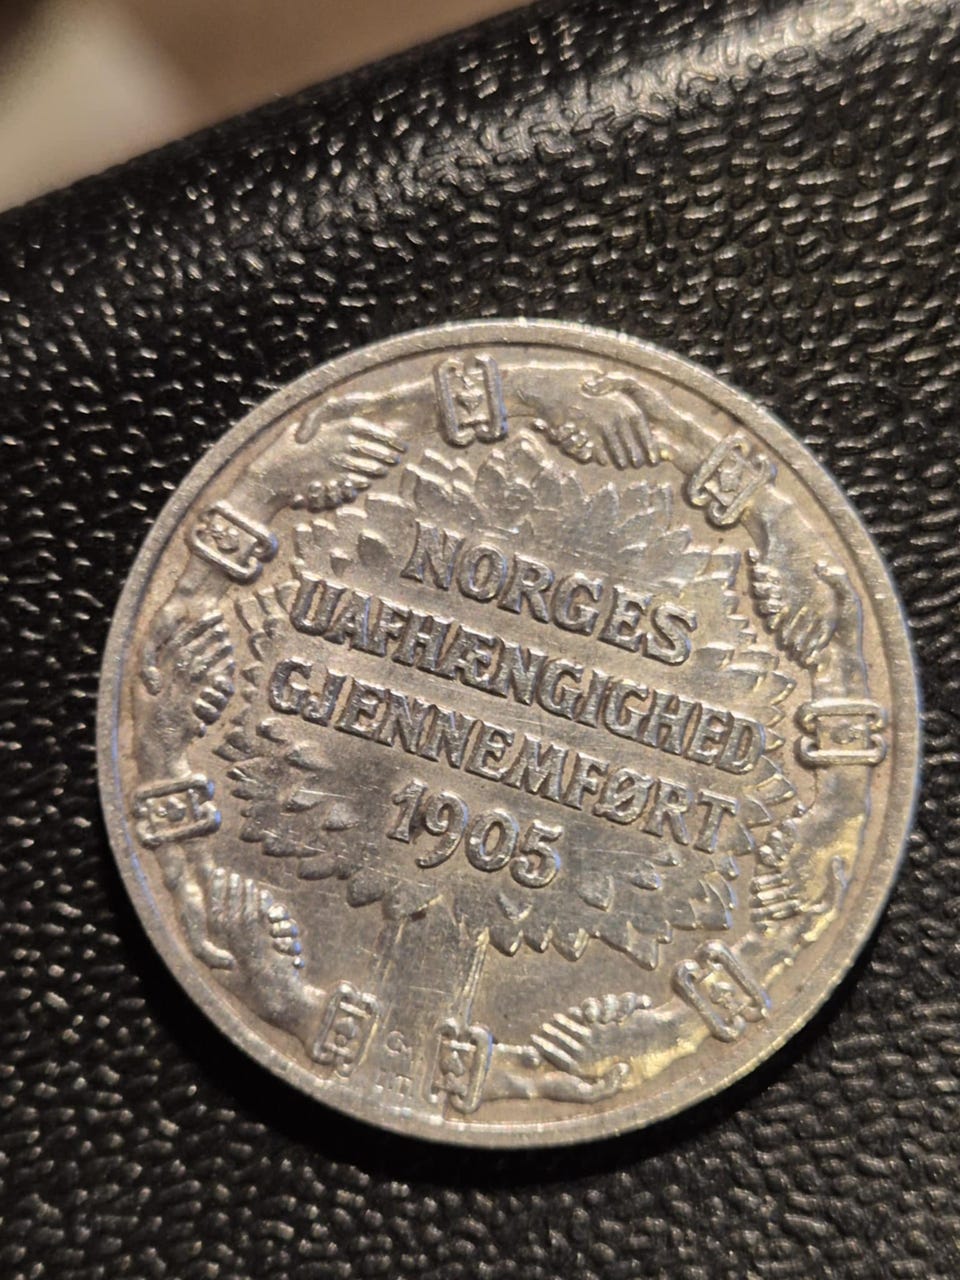 NORGES
UAFHÆNGIGHED
GJENNEMFØRT
1905